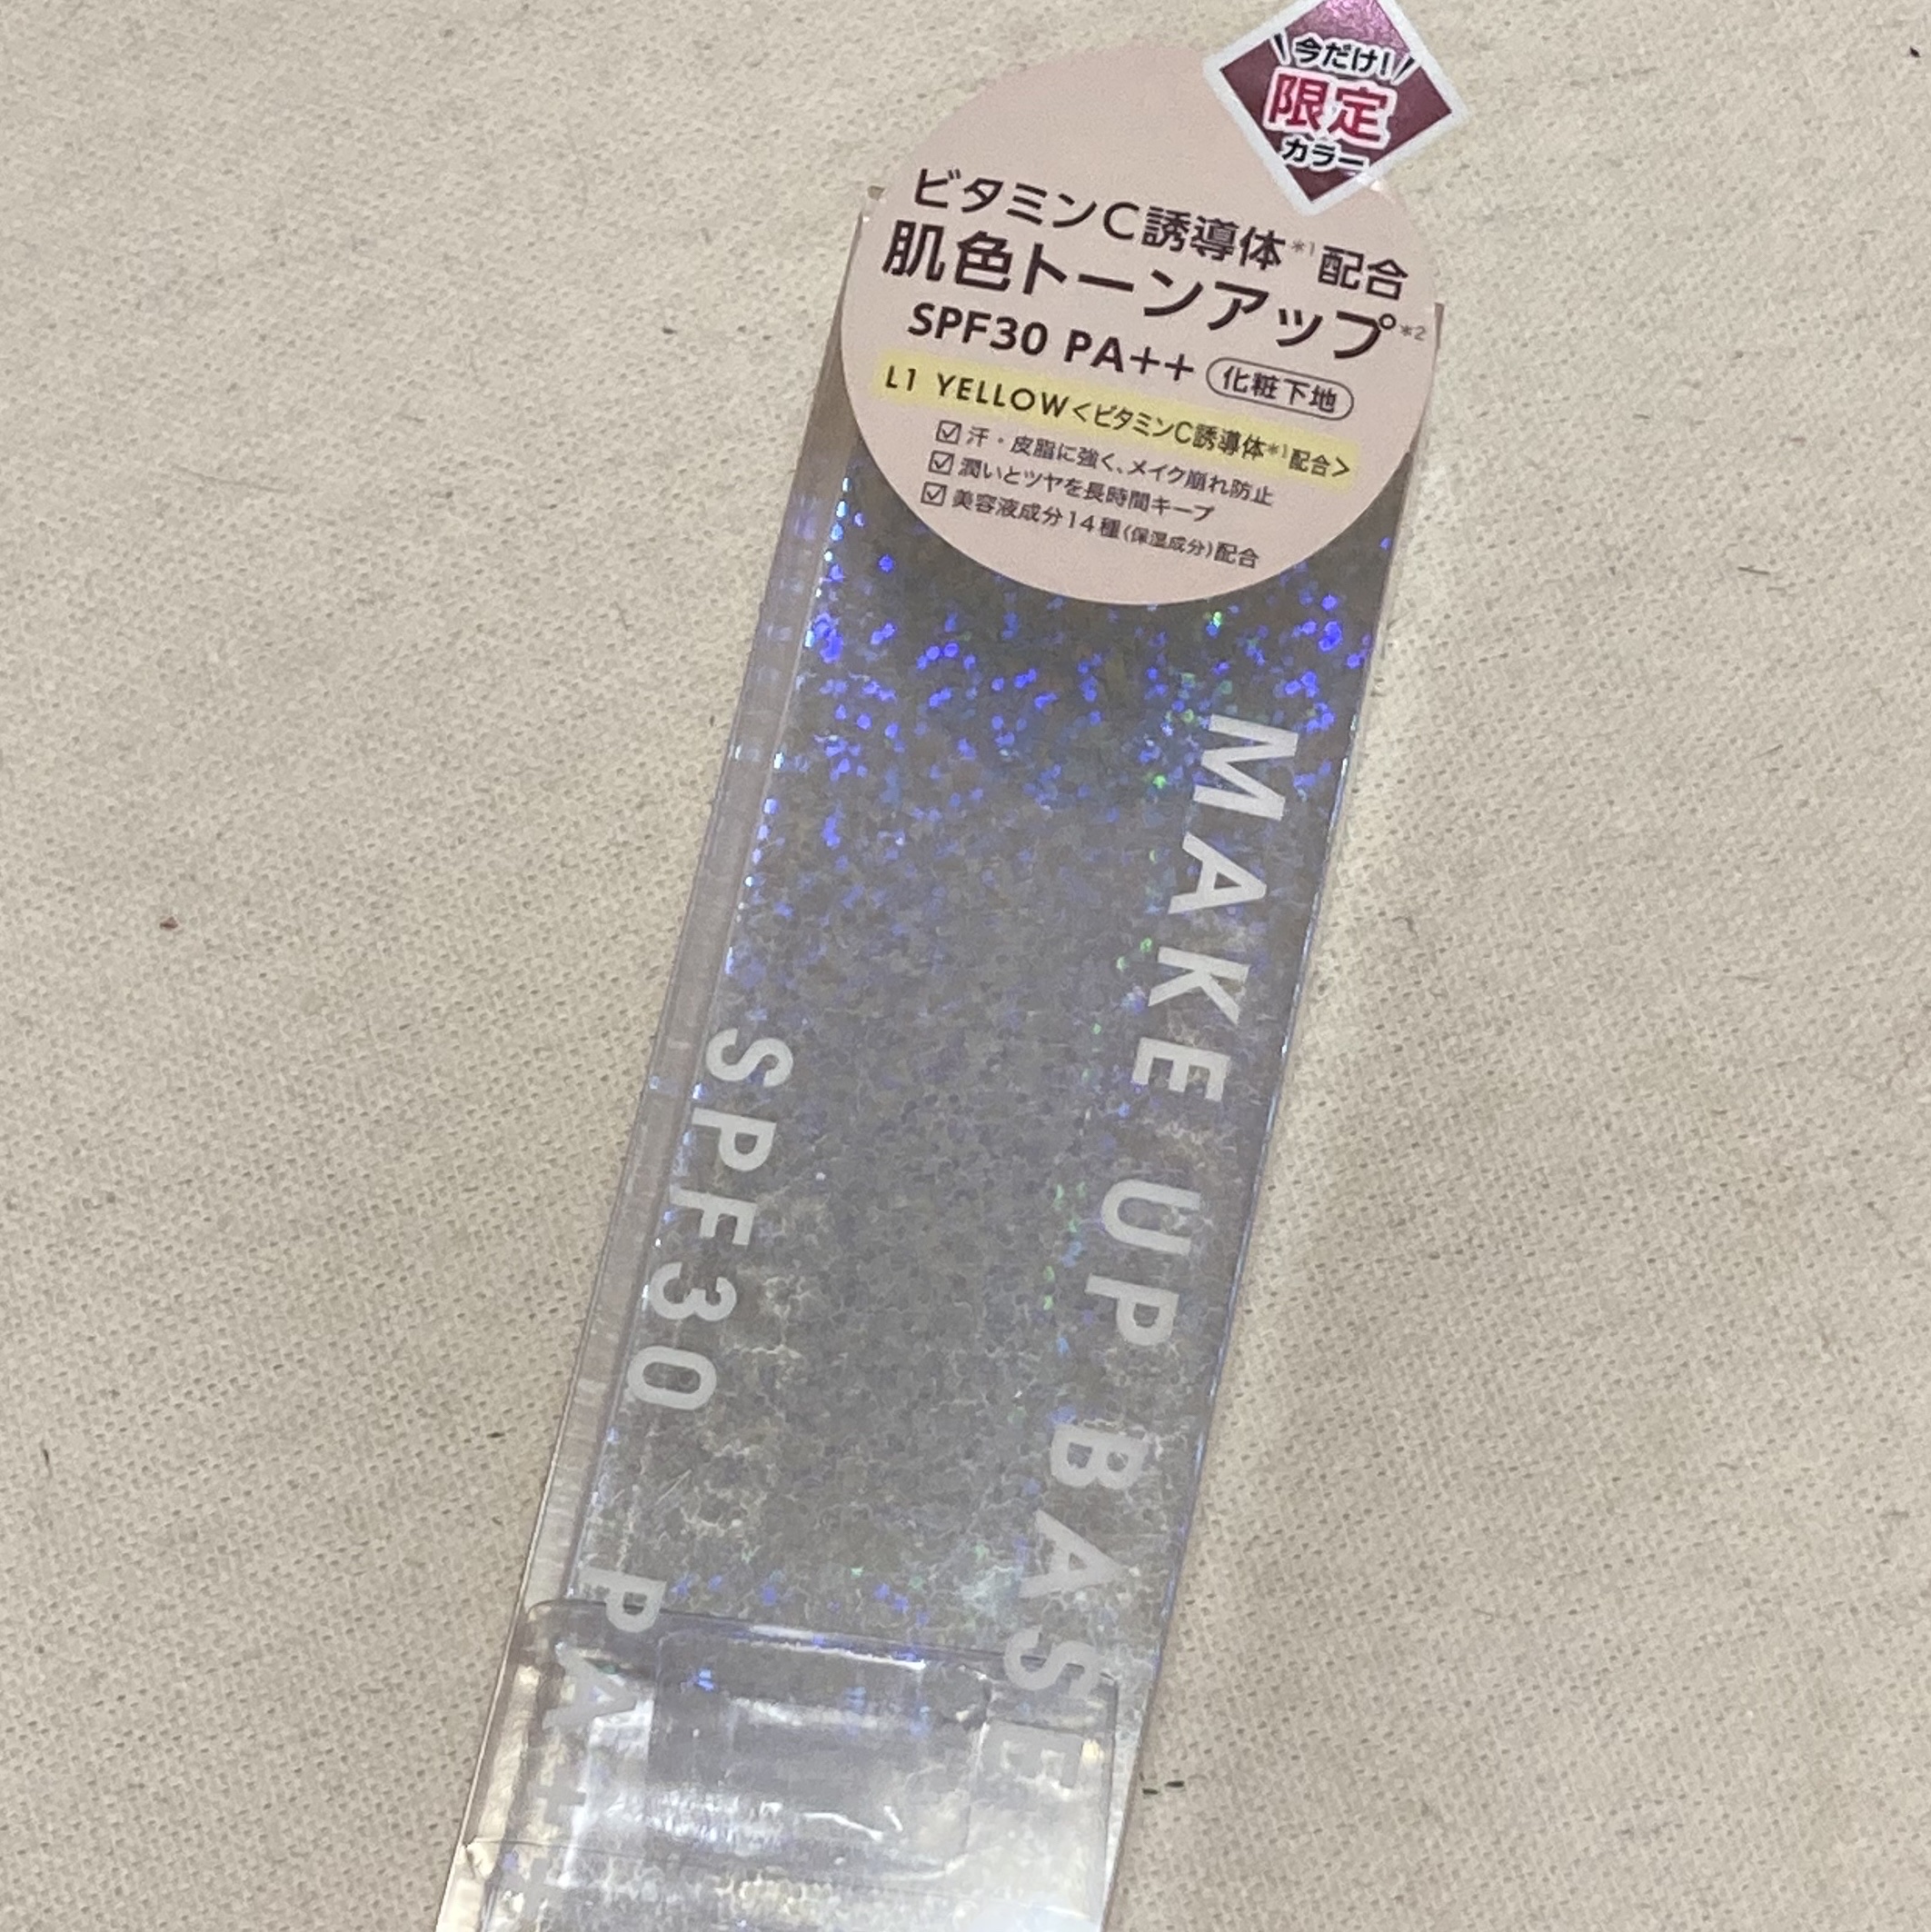 今だけ!
限定
カラー
ビタミンC誘導体*1配合
肌色トーンアップ*2
SPF30 PA++ 化粧下地
L1 YELLOW<ビタミンC誘導体*1配合>
☑ 汗・皮脂に強く、メイク崩れ防止
☑ 潤いとツヤを長時間キープ
☑ 美容液成分14種(保湿成分)配合
MAKE UP BASE
SPF30 PA++